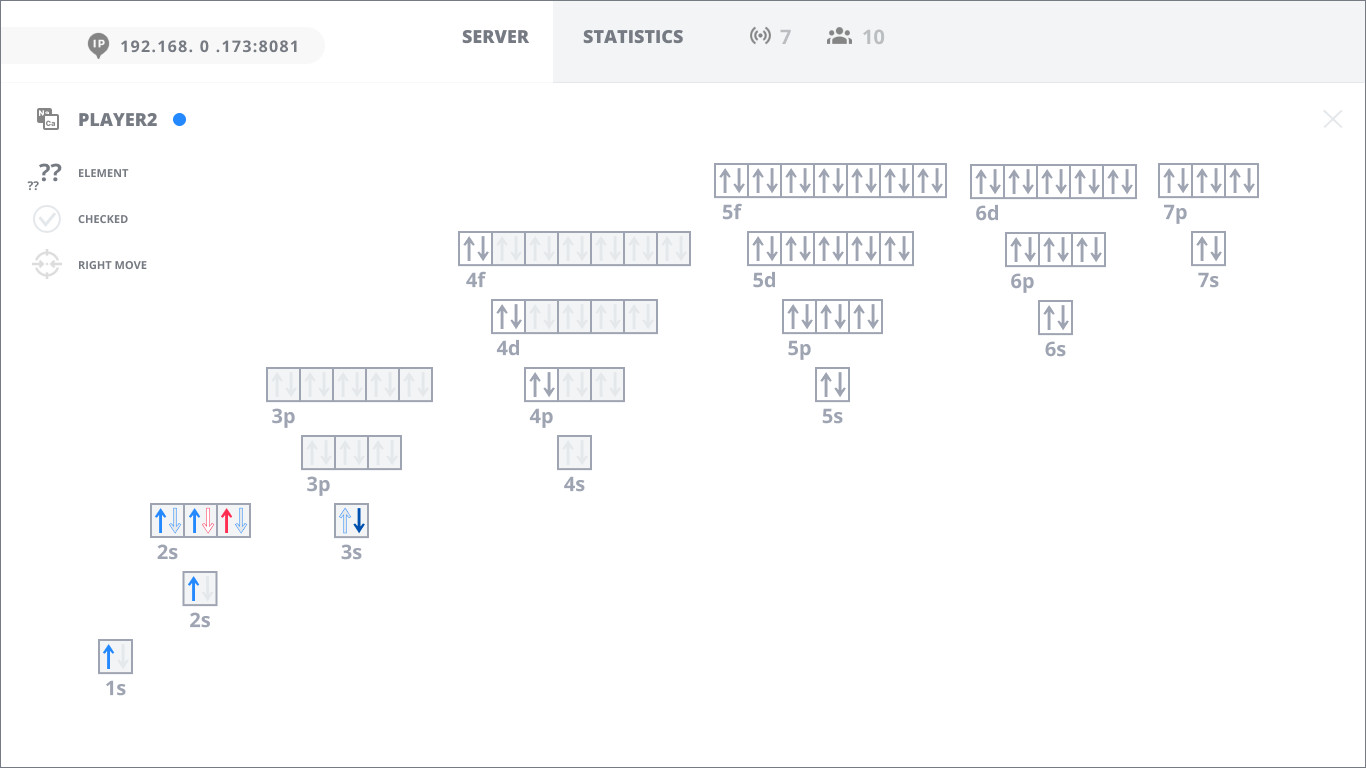 IP 192.168. 0 .173:8081
SERVER
STATISTICS
7
10
Na
Ca
PLAYER2
??
?? ELEMENT
CHECKED
RIGHT MOVE
5f
6d
7p
4f
5d
6p
7s
4d
5p
6s
3p
4p
5s
3p
4s
2s
3s
2s
1s